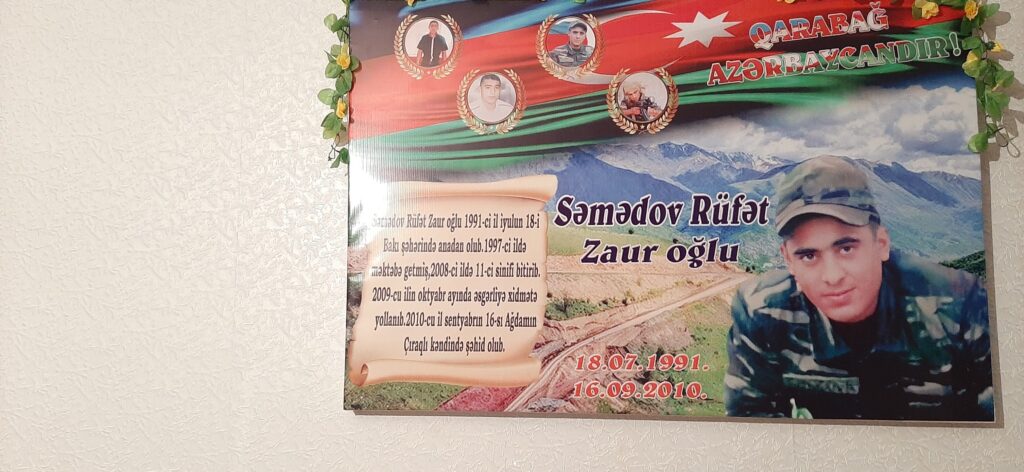 QARABAĞ
AZƏRBAYCANDIR!
Səmədov Rüfət
Zaur oğlu
Səmədov Rüfət Zaur oğlu 1991-ci il iyulun 18-i
Bakı şəhərində anadan olub.1997-ci ildə
məktəbə getmiş,2008-ci ildə 11-ci sinifi bitirib.
2009-cu ilin oktyabr ayında əsgərliyə xidmətə
yollanıb.2010-cu il sentyabrın 16-sı Ağdamın
Çıraqlı kəndində şəhid olub.
18.07.1991.
16.09.2010.